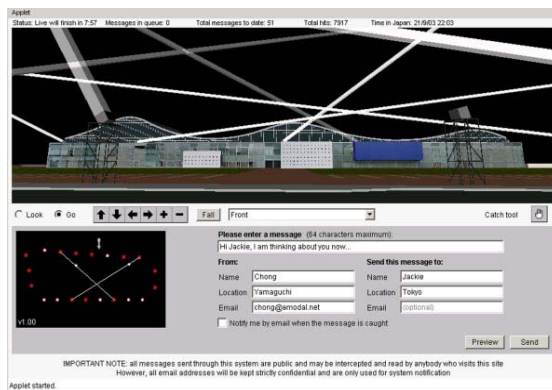 Applet
Status: Live will finish in 7:57 Messages in queue: 0 Total messages to date: 51 Total hits: 7917 Time in Japan: 21/9/03 22:03
Look Go Fall Front Catch tool
Please enter a message (64 characters maximum):
Hi Jackie, I am thinking about you now...
From: Send this message to:
Name Chong Name Jackie
Location Yamaguchi Location Tokyo
Email chong@amodal.net Email (optional)
Notify me by email when the message is caught
v1.00
Preview Send
IMPORTANT NOTE: all messages sent through this system are public and may be intercepted and read by anybody who visits this site
However, all email addresses will be kept strictly confidential and are only used for system notification
Applet started.